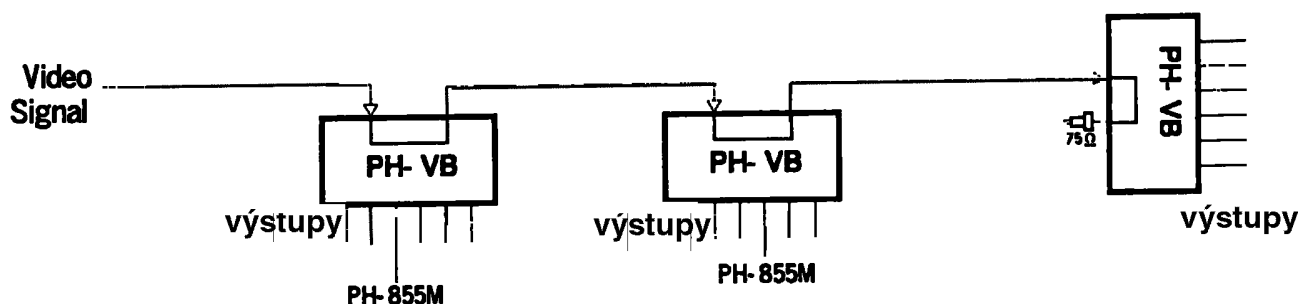 Video
Signal
PH- VB
výstupy
PH-855M
PH- VB
výstupy
PH-855M
PH- VB
75Ω
výstupy